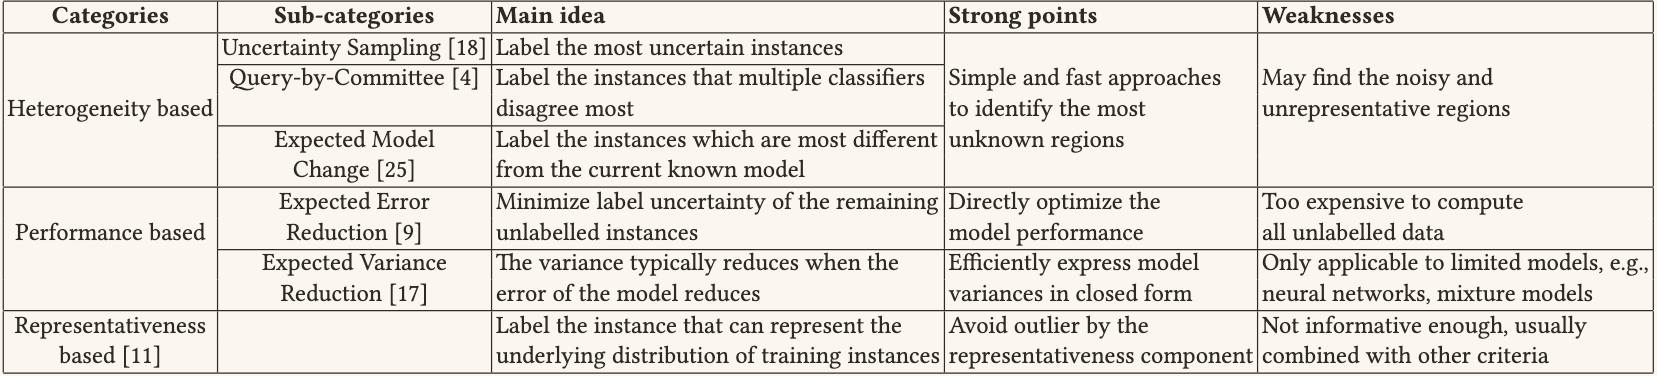 Categories Sub-categories Main idea Strong points Weaknesses
Heterogeneity based
Uncertainty Sampling [18] Label the most uncertain instances
Query-by-Committee [4] Label the instances that multiple classifiers
disagree most
Expected Model Label the instances which are most different
Change [25] from the current known model
Simple and fast approaches
to identify the most
unknown regions
May find the noisy and
unrepresentative regions
Performance based
Expected Error Minimize label uncertainty of the remaining Directly optimize the Too expensive to compute
Reduction [9] unlabelled instances model performance all unlabelled data
Expected Variance The variance typically reduces when the Efficiently express model Only applicable to limited models, e.g.,
Reduction [17] error of the model reduces variances in closed form neural networks, mixture models
Representativeness Label the instance that can represent the Avoid outlier by the Not informative enough, usually
based [11] underlying distribution of training instances representativeness component combined with other criteria